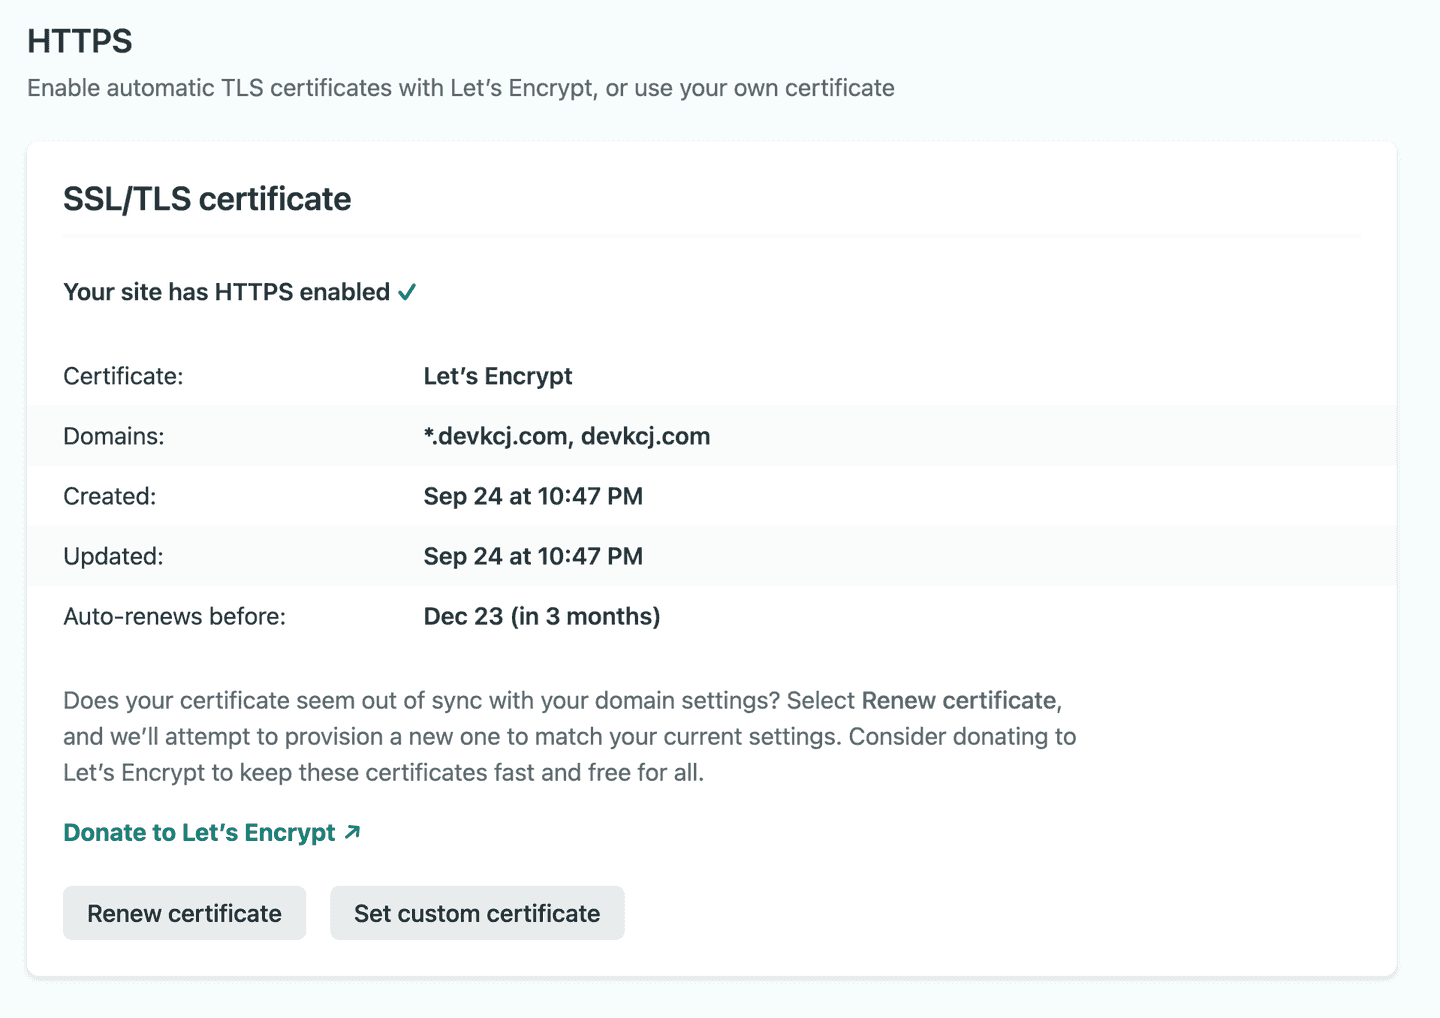 HTTPS
Enable automatic TLS certificates with Let’s Encrypt, or use your own certificate
SSL/TLS certificate
Your site has HTTPS enabled ✓
Certificate: Let’s Encrypt
Domains: *.devkcj.com, devkcj.com
Created: Sep 24 at 10:47 PM
Updated: Sep 24 at 10:47 PM
Auto-renews before: Dec 23 (in 3 months)
Does your certificate seem out of sync with your domain settings? Select Renew certificate,
and we’ll attempt to provision a new one to match your current settings. Consider donating to
Let’s Encrypt to keep these certificates fast and free for all.
Donate to Let’s Encrypt ↗
Renew certificate Set custom certificate